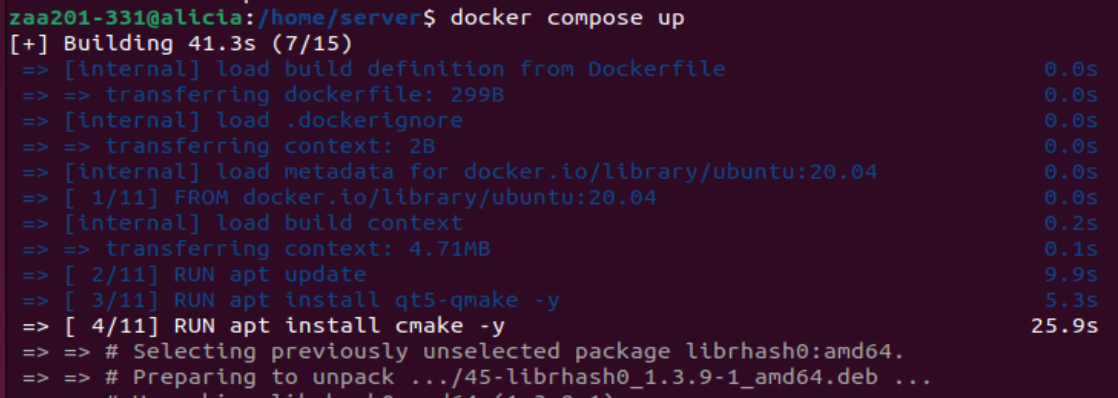 zaa201-331@alicia:/home/server$ docker compose up
[+] Building 41.3s (7/15)
=> [internal] load build definition from Dockerfile 0.0s
=> => transferring dockerfile: 299B 0.0s
=> [internal] load .dockerignore 0.0s
=> => transferring context: 2B 0.0s
=> [internal] load metadata for docker.io/library/ubuntu:20.04 0.0s
=> [ 1/11] FROM docker.io/library/ubuntu:20.04 0.0s
=> [internal] load build context 0.2s
=> => transferring context: 4.71MB 0.1s
=> [ 2/11] RUN apt update 9.9s
=> [ 3/11] RUN apt install qt5-qmake -y 5.3s
=> [ 4/11] RUN apt install cmake -y 25.9s
=> => # Selecting previously unselected package librhash0:amd64.
=> => # Preparing to unpack .../45-librhash0_1.3.9-1_amd64.deb ...